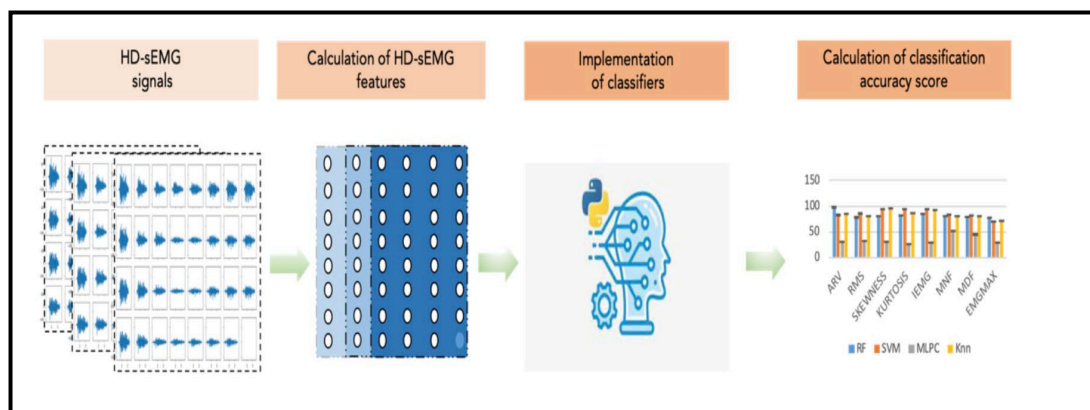 HD-sEMG
signals
Calculation of HD-sEMG
features
Implementation
of classifiers
Calculation of classification
accuracy score
150
100
50
0
ARV
RMS
SKEWNESS
KURTOSIS
IEMG
MNF
MDF
EMGMAX
RF SVM MLPC Knn